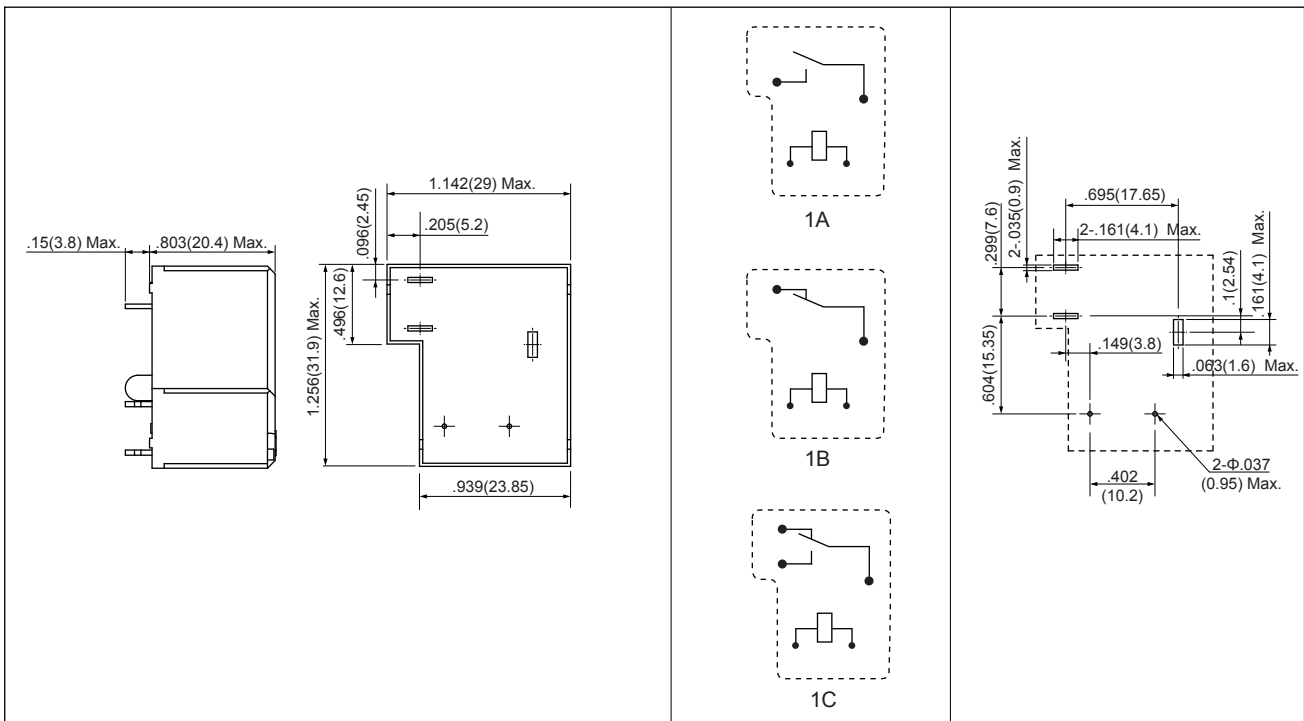 .15(3.8) Max.
.803(20.4) Max.
1.142(29) Max.
.205(5.2)
.096(2.45)
.496(12.6)
1.256(31.9) Max.
.939(23.85)
1A
1B
1C
.695(17.65)
2-.161(4.1) Max.
2-.035(0.9) Max.
.299(7.6)
.604(15.35)
.149(3.8)
.1(2.54)
.161(4.1) Max.
.063(1.6) Max.
.402
(10.2)
2-Φ.037
(0.95) Max.